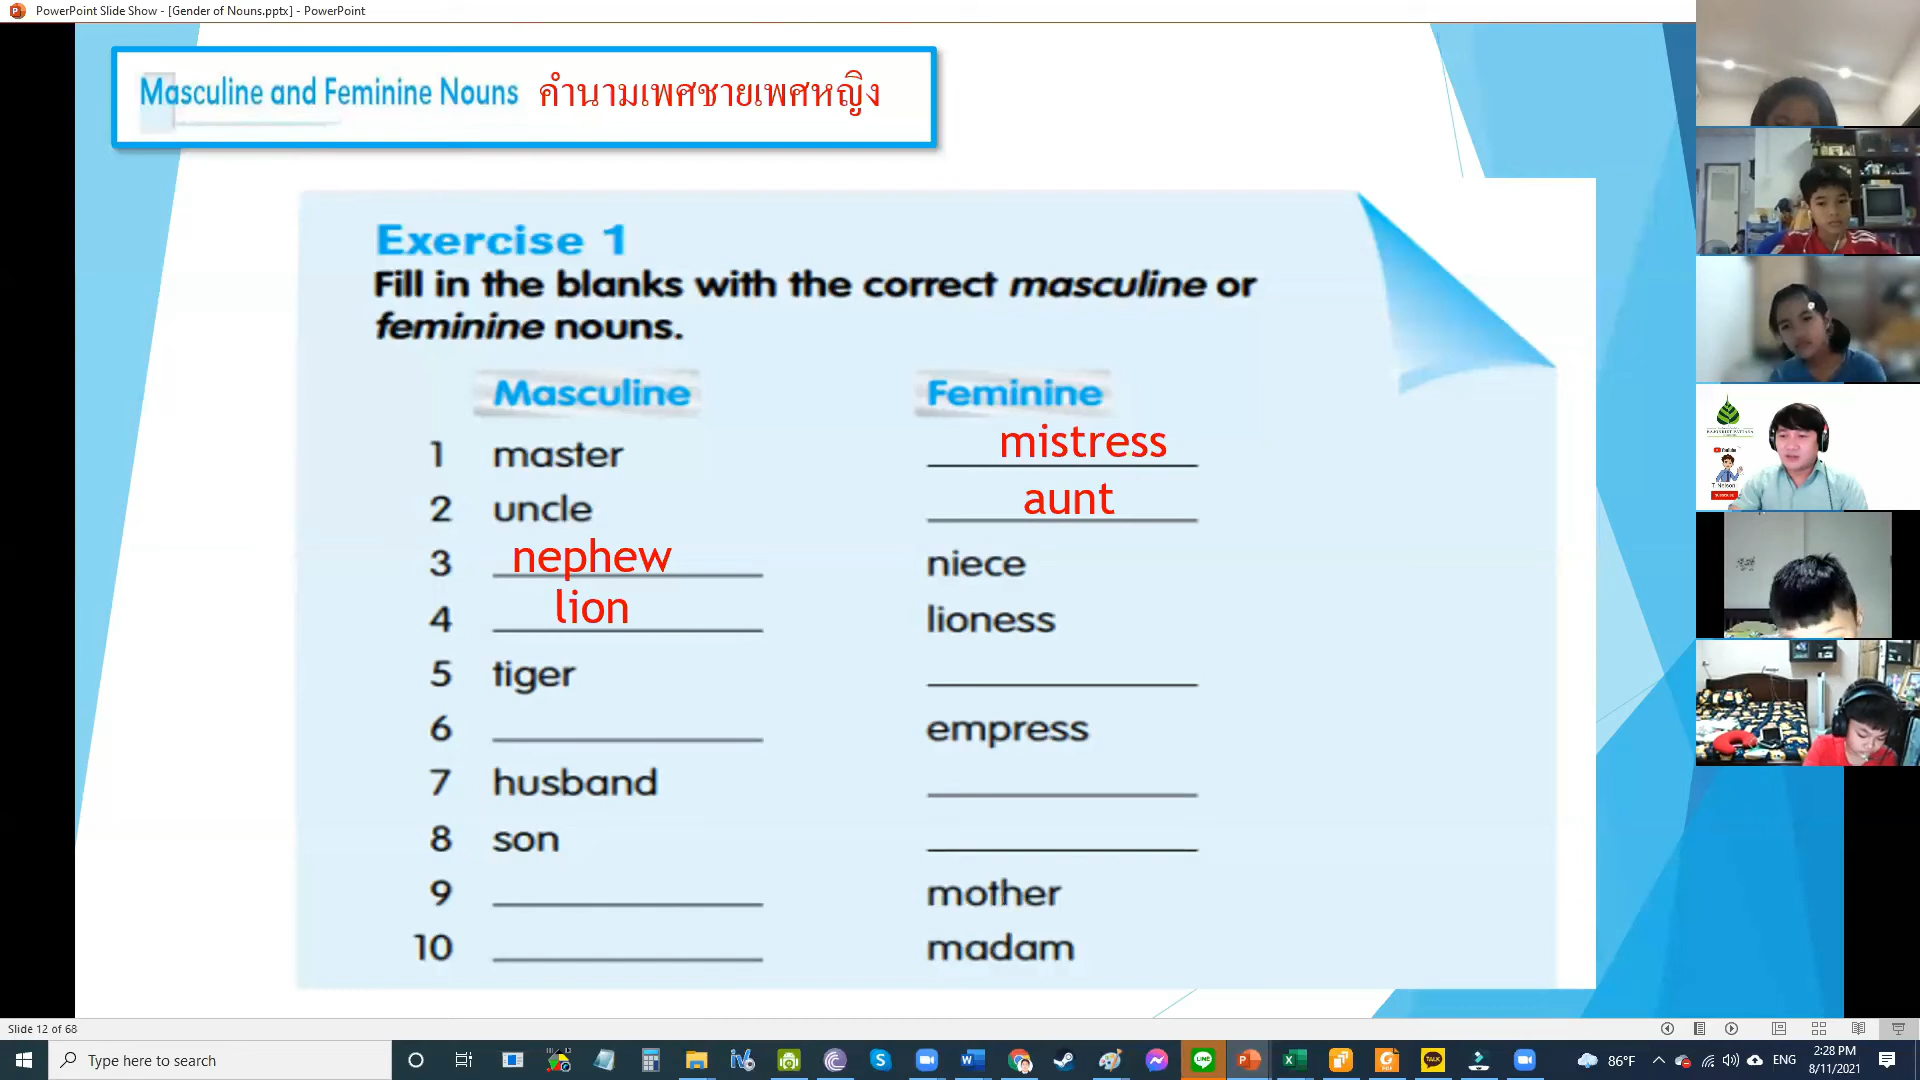 PowerPoint Slide Show - [Gender of Nouns.pptx] - PowerPoint
Masculine and Feminine Nouns คำนามเพศชายเพศหญิง
Exercise 1
Fill in the blanks with the correct masculine or
feminine nouns.
Masculine Feminine
1 master mistress
2 uncle aunt
3 nephew niece
4 lion lioness
5 tiger
6 empress
7 husband
8 son
9 mother
10 madam
T. Nelson
Slide 12 of 68
Type here to search
86°F ENG 2:28 PM
8/11/2021